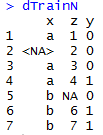 > dTrainN
     x  z y
1    a  1 0
2 <NA>  2 0
3    a  3 0
4    a  4 1
5    b NA 0
6    b  6 1
7    b  7 1